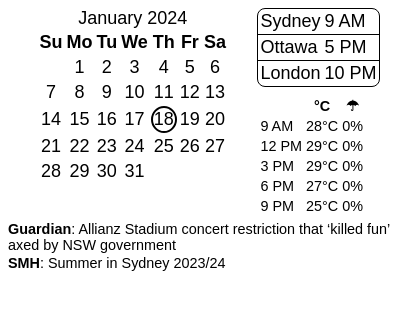 January 2024
Su Mo Tu We Th Fr Sa
1 2 3 4 5 6
7 8 9 10 11 12 13
14 15 16 17 18 19 20
21 22 23 24 25 26 27
28 29 30 31
Sydney 9 AM
Ottawa 5 PM
London 10 PM
°C ☂
9 AM 28°C 0%
12 PM 29°C 0%
3 PM 29°C 0%
6 PM 27°C 0%
9 PM 25°C 0%
Guardian: Allianz Stadium concert restriction that ‘killed fun’
axed by NSW government
SMH: Summer in Sydney 2023/24